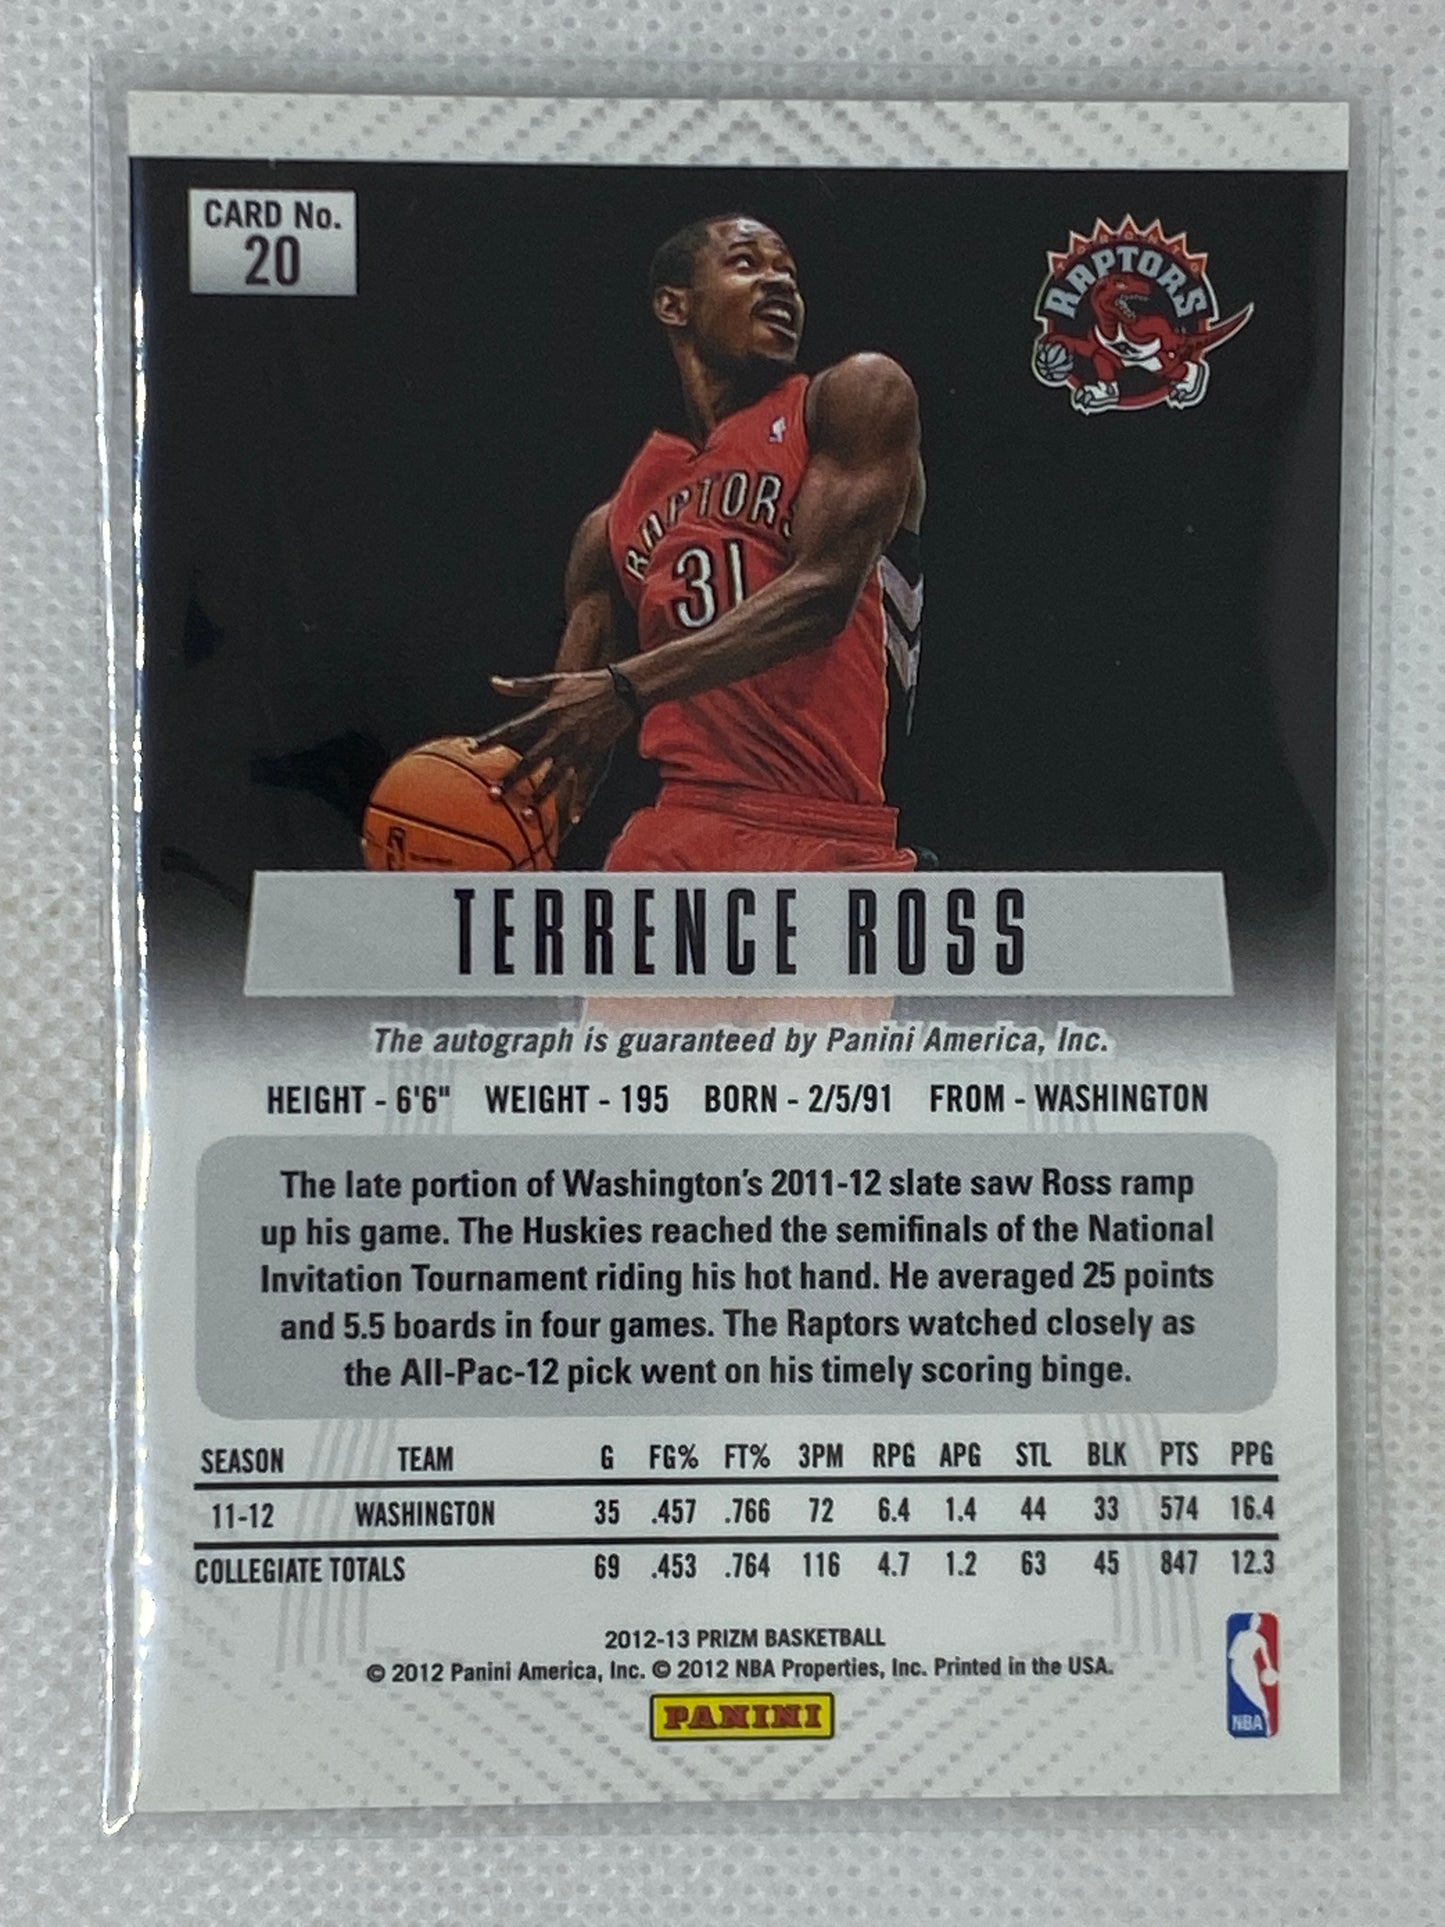 CARD No.
20
TORONTO
RAPTORS
RAPTORS
31
TERRENCE ROSS
The autograph is guaranteed by Panini America, Inc.
HEIGHT - 6'6" WEIGHT - 195 BORN - 2/5/91 FROM - WASHINGTON
The late portion of Washington's 2011-12 slate saw Ross ramp
up his game. The Huskies reached the semifinals of the National
Invitation Tournament riding his hot hand. He averaged 25 points
and 5.5 boards in four games. The Raptors watched closely as
the All-Pac-12 pick went on his timely scoring binge.
SEASON TEAM G FG% FT% 3PM RPG APG STL BLK PTS PPG
11-12 WASHINGTON 35 .457 .766 72 6.4 1.4 44 33 574 16.4
COLLEGIATE TOTALS 69 .453 .764 116 4.7 1.2 63 45 847 12.3
2012-13 PRIZM BASKETBALL
© 2012 Panini America, Inc. © 2012 NBA Properties, Inc. Printed in the USA.
PANINI
NBA